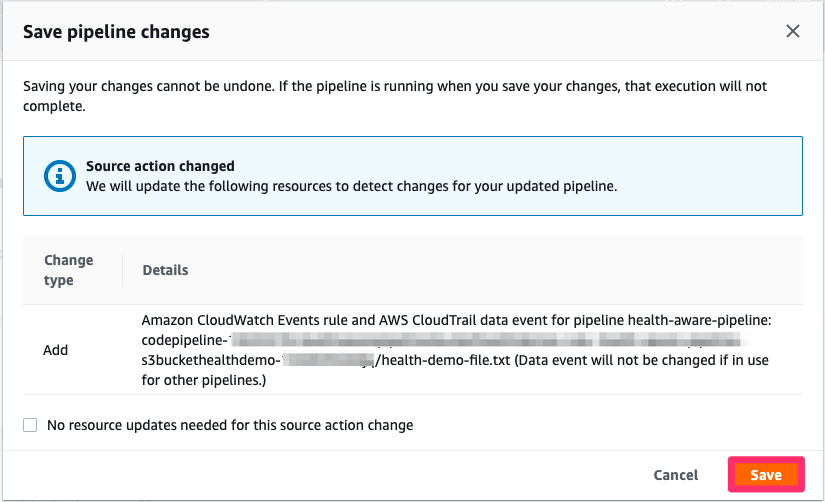 Save pipeline changes
Saving your changes cannot be undone. If the pipeline is running when you save your changes, that execution will not
complete.
Source action changed
We will update the following resources to detect changes for your updated pipeline.
Change
type
Details
Add
Amazon CloudWatch Events rule and AWS CloudTrail data event for pipeline health-aware-pipeline:
codepipeline-
s3buckethealthdemo- /health-demo-file.txt (Data event will not be changed if in use
for other pipelines.)
No resource updates needed for this source action change
Cancel
Save